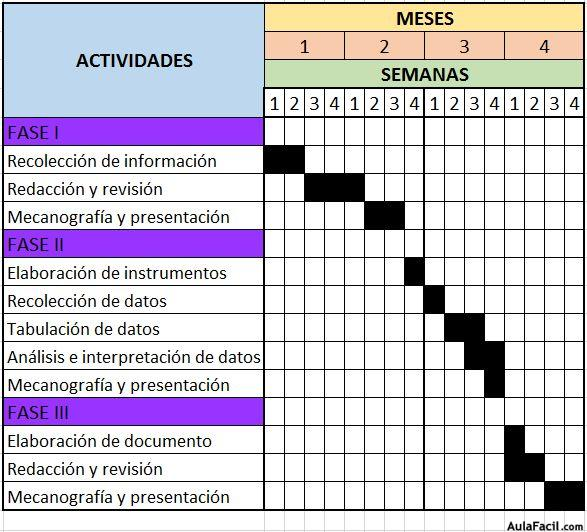 ACTIVIDADES
MESES
1 2 3 4
SEMANAS
1 2 3 4 1 2 3 4 1 2 3 4 1 2 3 4
FASE I
Recolección de información
Redacción y revisión
Mecanografía y presentación
FASE II
Elaboración de instrumentos
Recolección de datos
Tabulación de datos
Análisis e interpretación de datos
Mecanografía y presentación
FASE III
Elaboración de documento
Redacción y revisión
Mecanografía y presentación
AulaFacil.com